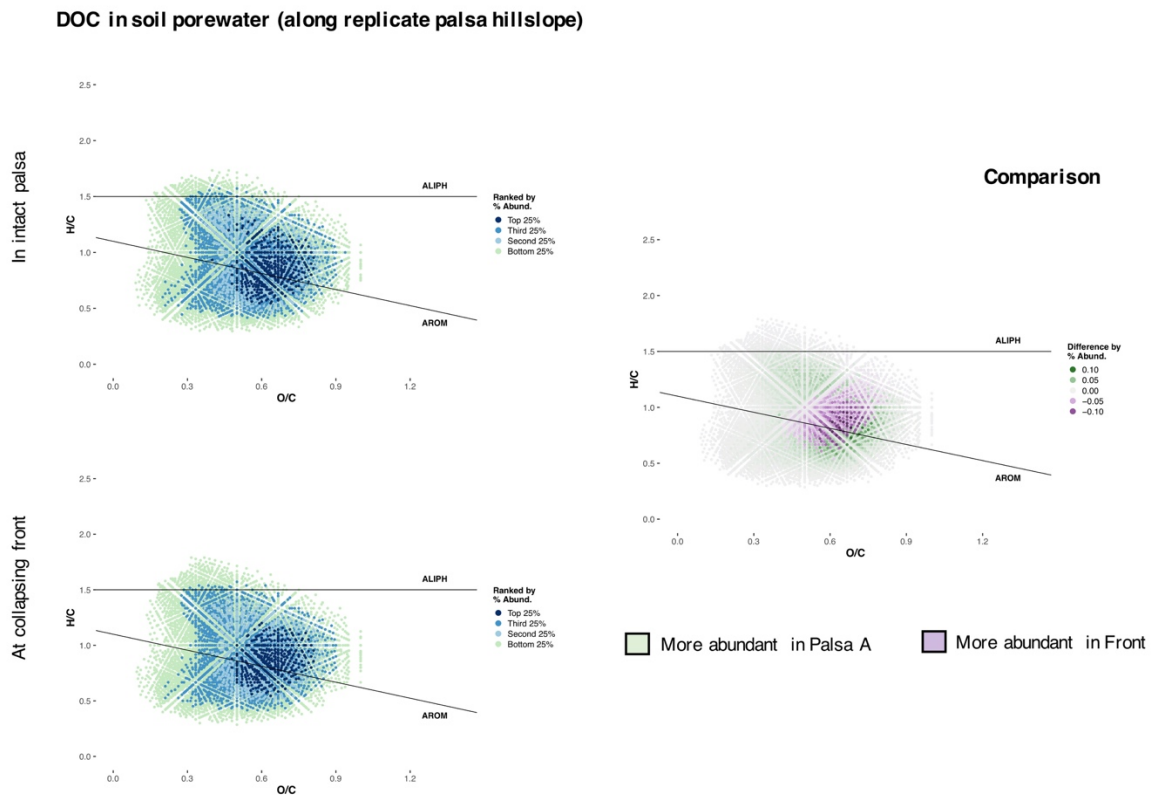 DOC in soil porewater (along replicate palsa hillslope)
In intact palsa
2.5
2.0
1.5
1.0
0.5
0.0
H/C
ALIPH
AROM
0.0 0.3 0.6 0.9 1.2
O/C
Ranked by
% Abund.
Top 25%
Third 25%
Second 25%
Bottom 25%
At collapsing front
2.5
2.0
1.5
1.0
0.5
0.0
H/C
ALIPH
AROM
0.0 0.3 0.6 0.9 1.2
O/C
Ranked by
% Abund.
Top 25%
Third 25%
Second 25%
Bottom 25%
Comparison
2.5
2.0
1.5
1.0
0.5
0.0
H/C
ALIPH
AROM
0.0 0.3 0.6 0.9 1.2
O/C
Difference by
% Abund.
0.10
0.05
0.00
−0.05
−0.10
More abundant in Palsa A
More abundant in Front